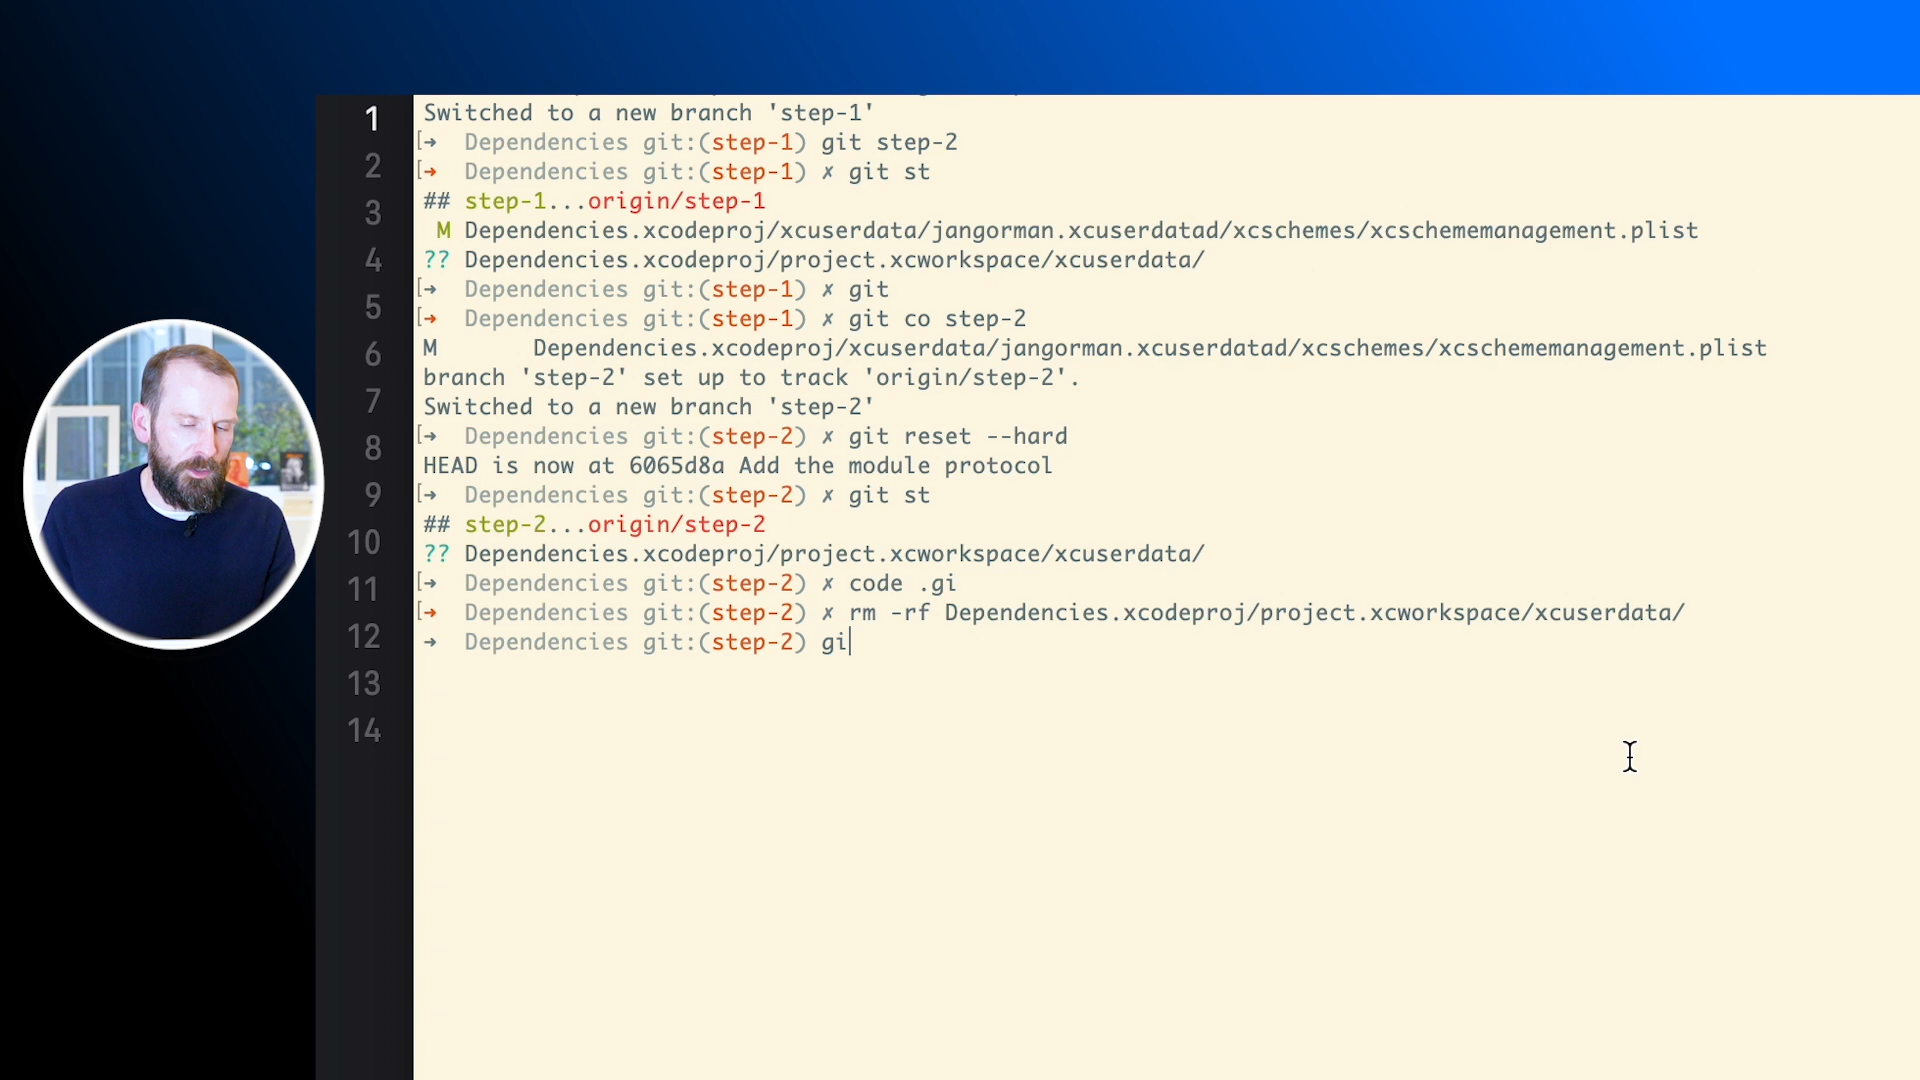 1
2
3
4
5
6
7
8
9
10
11
12
13
14
Switched to a new branch 'step-1'
[➜ Dependencies git:(step-1) git step-2
[➜ Dependencies git:(step-1) ✗ git st
## step-1...origin/step-1
 M Dependencies.xcodeproj/xcuserdata/jangorman.xcuserdatad/xcschemes/xcschememanagement.plist
?? Dependencies.xcodeproj/project.xcworkspace/xcuserdata/
[➜ Dependencies git:(step-1) ✗ git
[➜ Dependencies git:(step-1) ✗ git co step-2
M Dependencies.xcodeproj/xcuserdata/jangorman.xcuserdatad/xcschemes/xcschememanagement.plist
branch 'step-2' set up to track 'origin/step-2'.
Switched to a new branch 'step-2'
[➜ Dependencies git:(step-2) ✗ git reset --hard
HEAD is now at 6065d8a Add the module protocol
[➜ Dependencies git:(step-2) ✗ git st
## step-2...origin/step-2
?? Dependencies.xcodeproj/project.xcworkspace/xcuserdata/
[➜ Dependencies git:(step-2) ✗ code .gi
[➜ Dependencies git:(step-2) ✗ rm -rf Dependencies.xcodeproj/project.xcworkspace/xcuserdata/
➜ Dependencies git:(step-2) gi